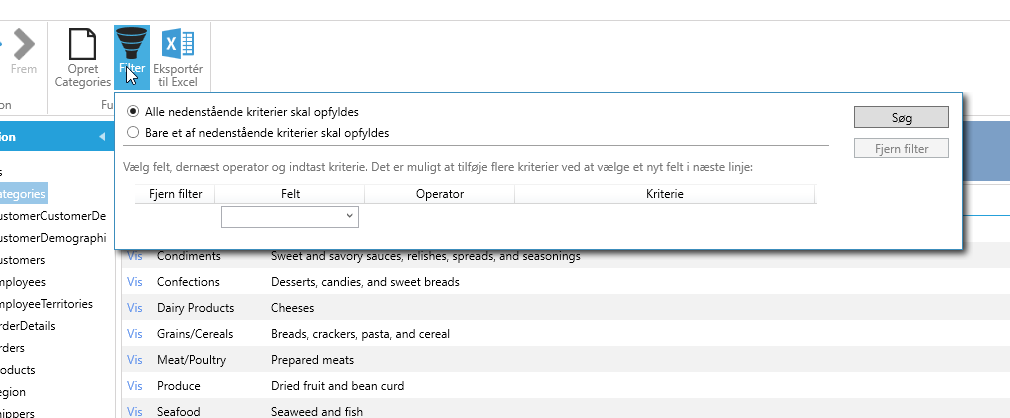 Frem
Opret
Categories
Filter
Eksportér
til Excel
Alle nedenstående kriterier skal opfyldes
Bare et af nedenstående kriterier skal opfyldes
Søg
Fjern filter
Vælg felt, dernæst operator og indtast kriterie. Det er muligt at tilføje flere kriterier ved at vælge et nyt felt i næste linje:
Fjern filter Felt Operator Kriterie
Vis Condiments Sweet and savory sauces, relishes, spreads, and seasonings
Vis Confections Desserts, candies, and sweet breads
Vis Dairy Products Cheeses
Vis Grains/Cereals Breads, crackers, pasta, and cereal
Vis Meat/Poultry Prepared meats
Vis Produce Dried fruit and bean curd
Vis Seafood Seaweed and fish
ategories
ustomerCustomerDe
ustomerDemographi
ustomers
mployees
mployeeTerritories
rderDetails
rders
roducts
egion
hippers